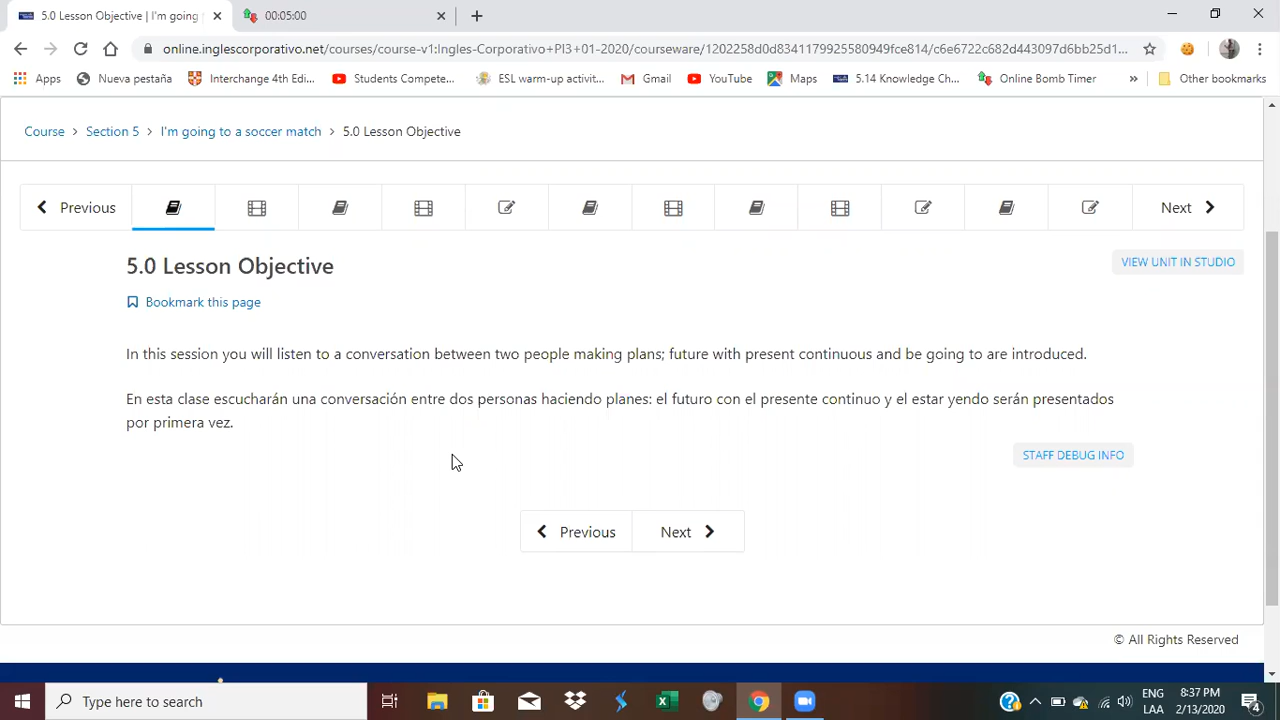 5.0 Lesson Objective | I'm going
00:05:00
online.inglescorporativo.net/courses/course-v1:Ingles-Corporativo+PI3+01-2020/courseware/1202258d0d8341179925580949fce814/c6e6722c682d443097d6bb25d1...
Apps Nueva pestaña Interchange 4th Edi... Students Compete... ESL warm-up activit... Gmail YouTube Maps 5.14 Knowledge Ch... Online Bomb Timer » Other bookmarks
Course > Section 5 > I'm going to a soccer match > 5.0 Lesson Objective
Previous Next
5.0 Lesson Objective
VIEW UNIT IN STUDIO
Bookmark this page
In this session you will listen to a conversation between two people making plans; future with present continuous and be going to are introduced.
En esta clase escucharán una conversación entre dos personas haciendo planes: el futuro con el presente continuo y el estar yendo serán presentados
por primera vez.
STAFF DEBUG INFO
Previous Next
© All Rights Reserved
Type here to search
ENG 8:37 PM
LAA 2/13/2020 4